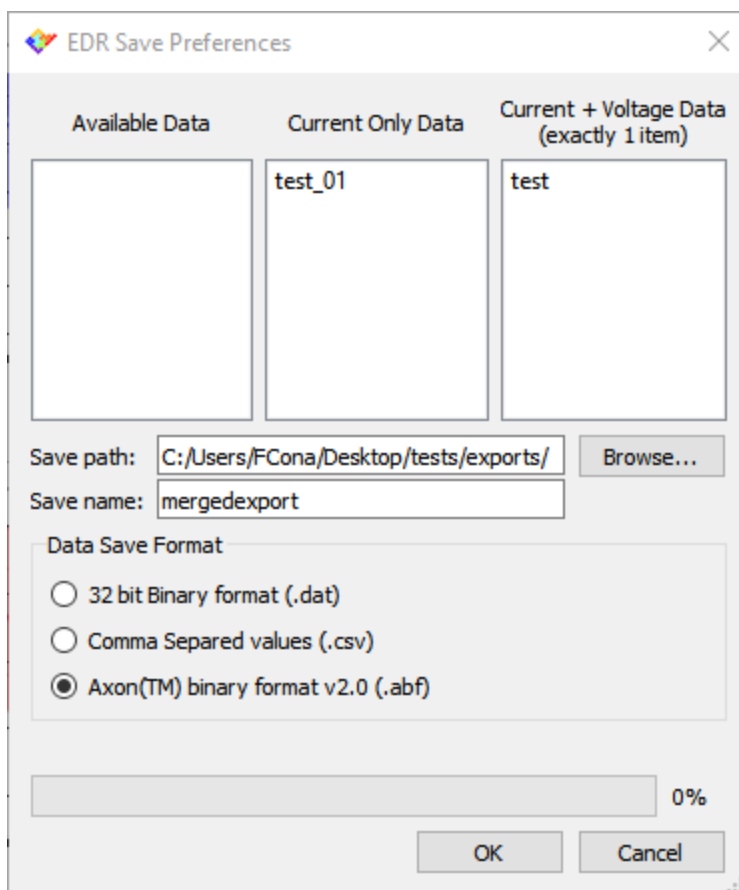 EDR Save Preferences
Available Data
Current Only Data
Current + Voltage Data
(exactly 1 item)
test_01
test
Save path:
C:/Users/FCona/Desktop/tests/exports/
Browse...
Save name:
mergedexport
Data Save Format
32 bit Binary format (.dat)
Comma Separed values (.csv)
Axon(TM) binary format v2.0 (.abf)
0%
OK
Cancel